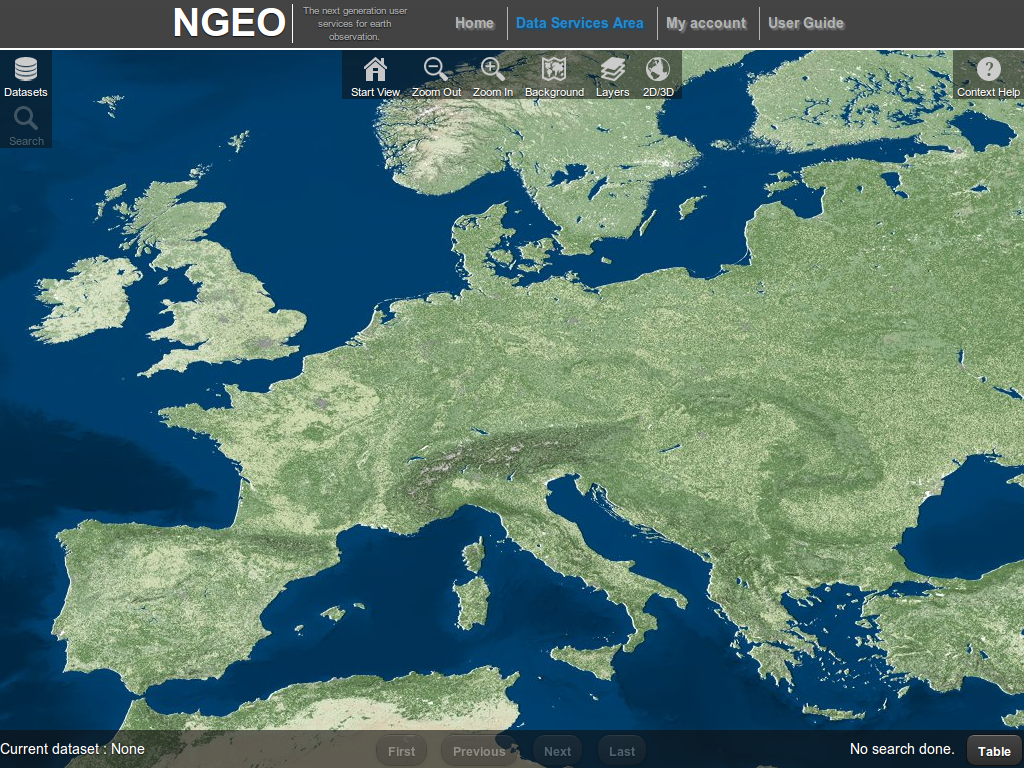 NGEO
The next generation user
services for earth
observation.
Home
Data Services Area
My account
User Guide
Datasets
Search
Start View
Zoom Out
Zoom In
Background
Layers
2D/3D
Context Help
Current dataset : None
First
Previous
Next
Last
No search done.
Table